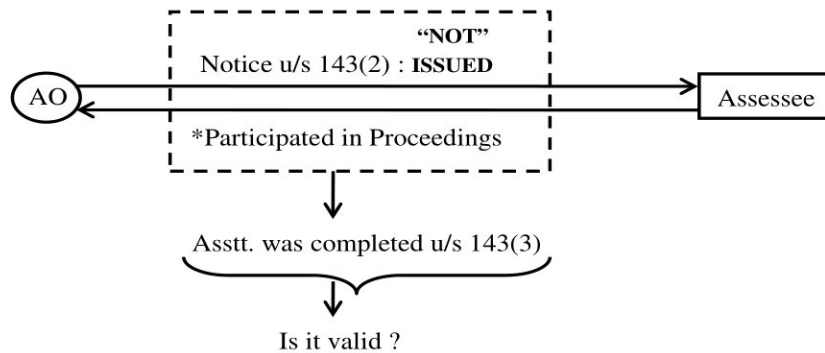 “NOT”
Notice u/s 143(2) : ISSUED
AO
Assessee
*Participated in Proceedings
Asstt. was completed u/s 143(3)
Is it valid ?